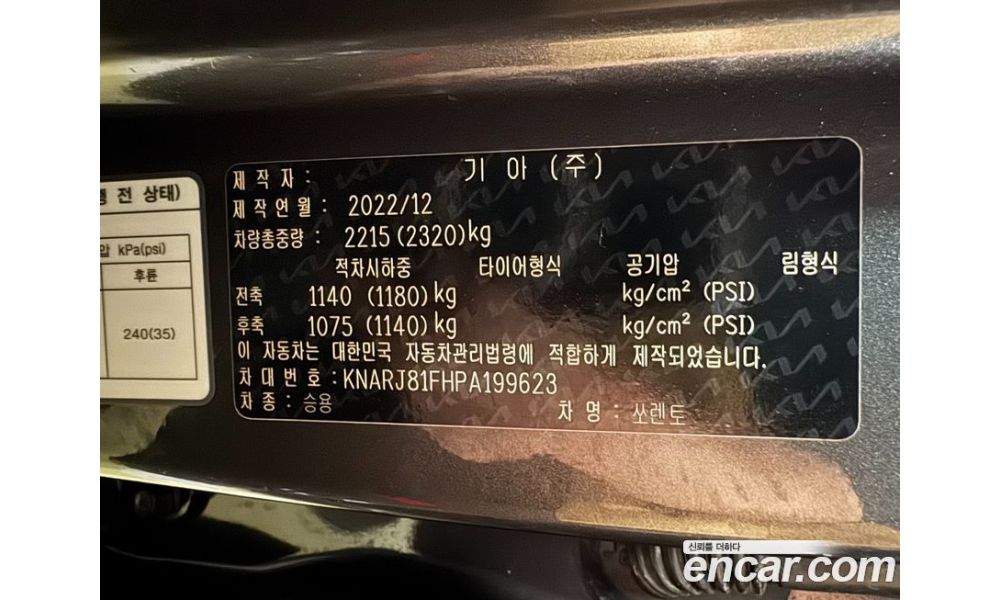 전 상태)
압 kPa(psi)
후륜
240(35)
제 작 자 : 기 아 (주)
제 작 연 월 : 2022/12
차량총중량 : 2215 (2320)kg
적차시하중 타이어형식 공기압 림형식
전축 1140 (1180) kg kg/cm² (PSI)
후축 1075 (1140) kg kg/cm² (PSI)
이 자동차는 대한민국 자동차관리법령에 적합하게 제작되었습니다.
차 대 번 호 : KNARJ81FHPA199623
차 종 : 승용 차 명 : 쏘렌토
신뢰를 더하다
encar.com